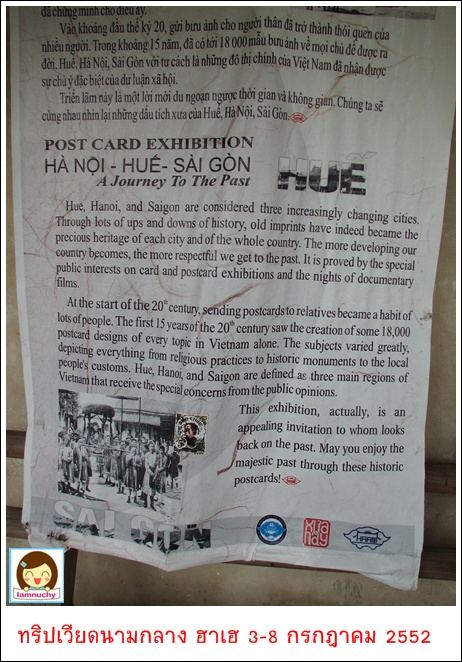 đã chứng minh cho điều ấy.
Vào khoảng đầu thế kỷ 20, gửi bưu ảnh cho người thân đã trở thành thói quen của
nhiều người. Trong khoảng 15 năm, đã có tới 18 000 mẫu bưu ảnh về mọi chủ đề được ra
đời. Huế, Hà Nội, Sài Gòn với tư cách là những đô thị chính của Việt Nam đã nhận được
sự chú ý đặc biệt của dư luận xã hội.
Triển lãm này là một lời mời du ngoạn ngược thời gian và không gian. Chúng ta sẽ
cùng nhau nhìn lại những dấu tích xưa của Huế, Hà Nội, Sài Gòn.
POST CARD EXHIBITION
HÀ NỘI - HUẾ- SÀI GÒN
A Journey To The Past
HUẾ
Hue, Hanoi, and Saigon are considered three increasingly changing cities.
Through lots of ups and downs of history, old imprints have indeed became the
precious heritage of each city and of the whole country. The more developing our
country becomes, the more respectful we get to the past. It is proved by the special
public interests on card and postcard exhibitions and the nights of documentary
films.
At the start of the 20th century, sending postcards to relatives became a habit of
lots of people. The first 15 years of the 20th century saw the creation of some 18,000
postcard designs of every topic in Vietnam alone. The subjects varied greatly,
depicting everything from religious practices to historic monuments to the local
people's customs. Hue, Hanoi, and Saigon are defined as three main regions of
Vietnam that receive the special concerns from the public opinions.
This exhibition, actually, is an
appealing invitation to whom looks
back on the past. May you enjoy the
majestic past through these historic
postcards!
SÀI GÒN
XƯA
NAY
Iamnuchy
ทริปเวียดนามกลาง ฮาเฮ 3-8 กรกฎาคม 2552